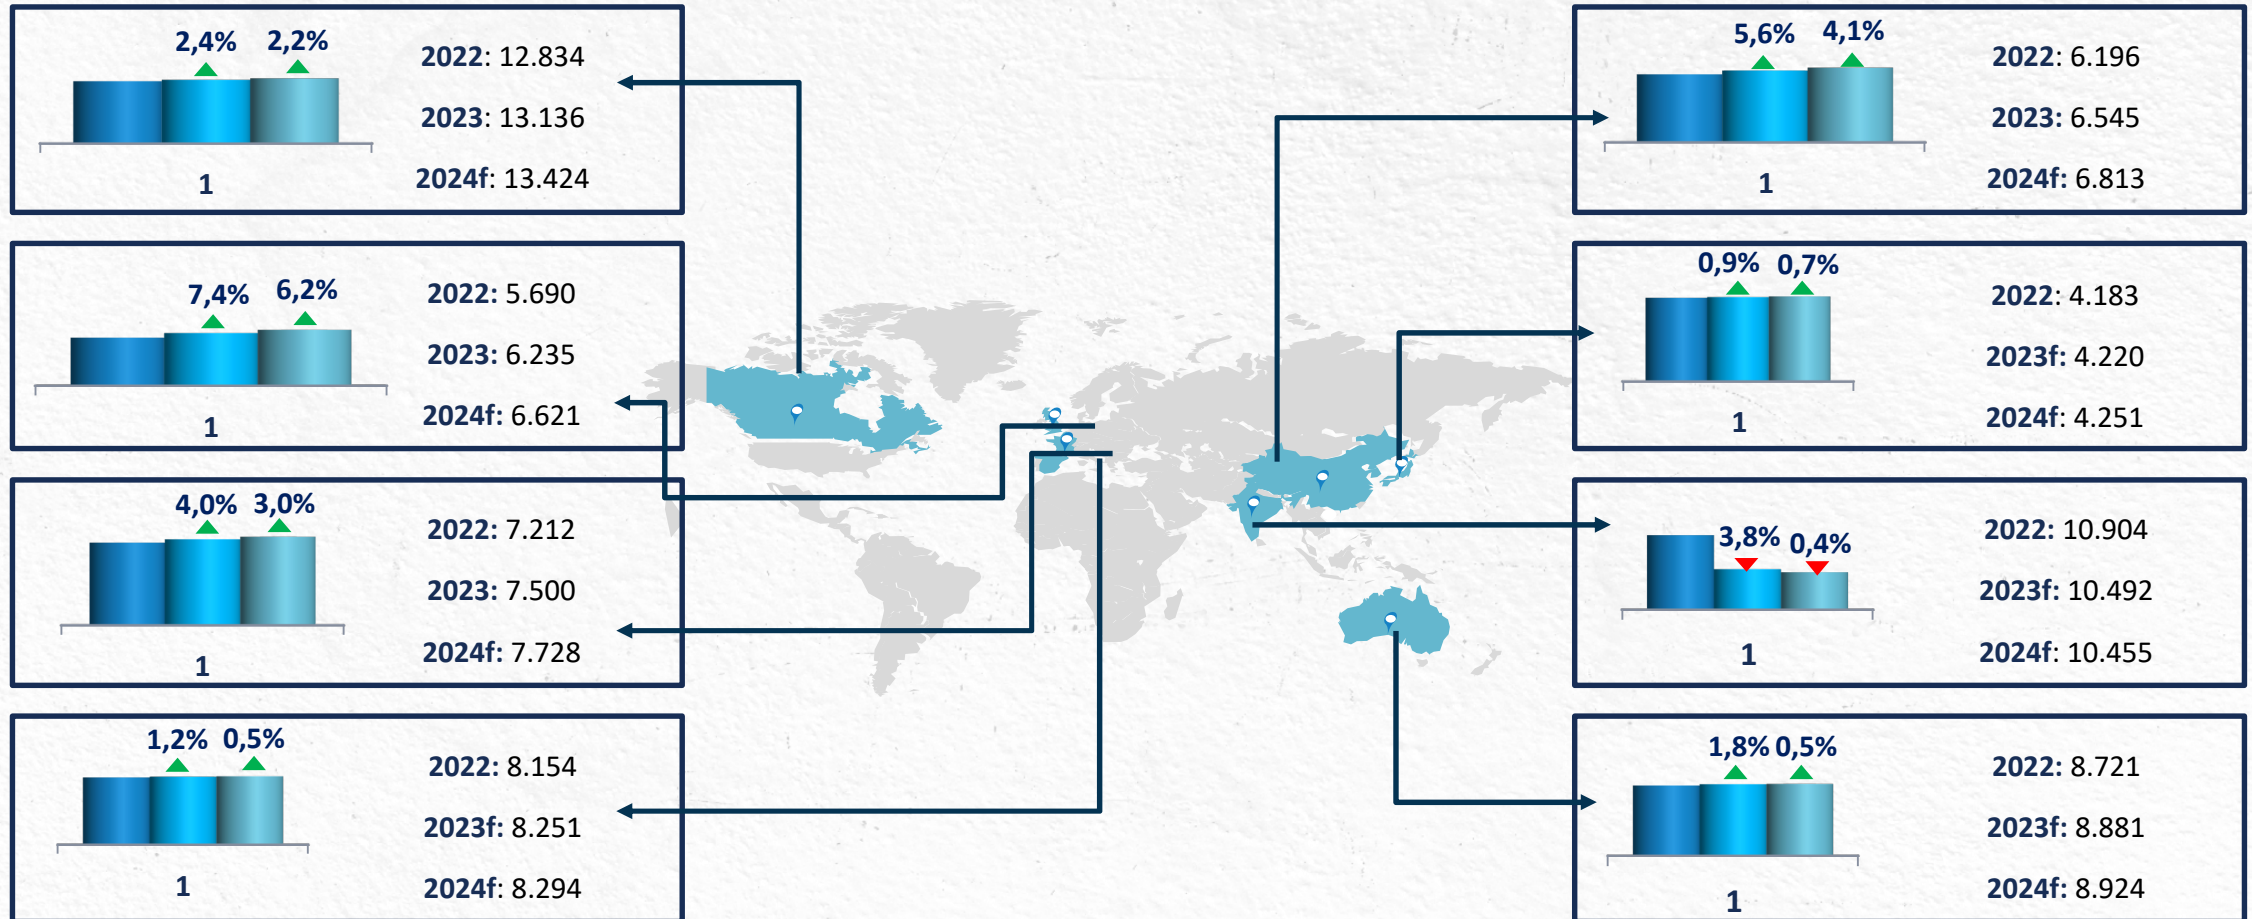 2,4% 2,2%
2022: 12.834
2023: 13.136
2024f: 13.424
1
7,4% 6,2%
2022: 5.690
2023: 6.235
2024f: 6.621
1
4,0% 3,0%
2022: 7.212
2023: 7.500
2024f: 7.728
1
1,2% 0,5%
2022: 8.154
2023f: 8.251
2024f: 8.294
1
5,6% 4,1%
2022: 6.196
2023: 6.545
2024f: 6.813
1
0,9% 0,7%
2022: 4.183
2023f: 4.220
2024f: 4.251
1
3,8% 0,4%
2022: 10.904
2023f: 10.492
2024f: 10.455
1
1,8% 0,5%
2022: 8.721
2023f: 8.881
2024f: 8.924
1